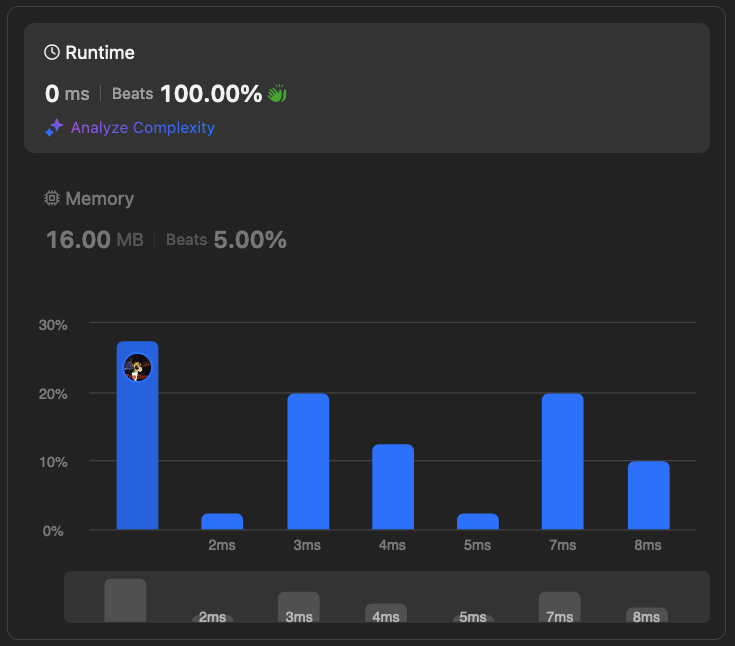 Runtime
0 ms | Beats 100.00%
Analyze Complexity
Memory
16.00 MB | Beats 5.00%
30%
20%
10%
0%
2ms 3ms 4ms 5ms 7ms 8ms
2ms 3ms 4ms 5ms 7ms 8ms